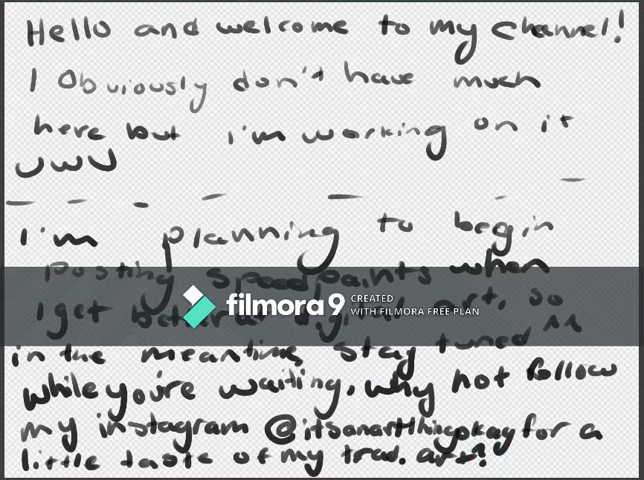 Hello and welcome to my channel!
I Obviously don't have much
here but i'm working on it
UWU
I'm planning to begin
posting speedpaints when
I get better at digital art, so
filmora9 CREATED
WITH FILMORA FREE PLAN
in the meantime, stay tuned ^^
while you're waiting, why not follow
my instagram @itsanartthingokay for a
little taste of my trad. art?